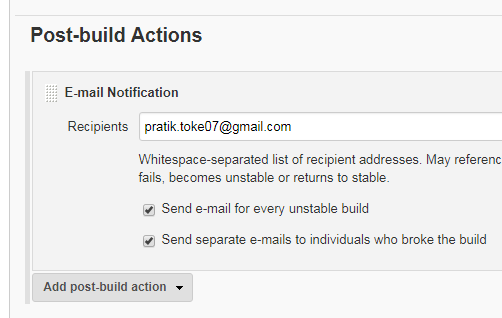 Post-build Actions
E-mail Notification
Recipients pratik.toke07@gmail.com
Whitespace-separated list of recipient addresses. May referenc
fails, becomes unstable or returns to stable.
Send e-mail for every unstable build
Send separate e-mails to individuals who broke the build
Add post-build action